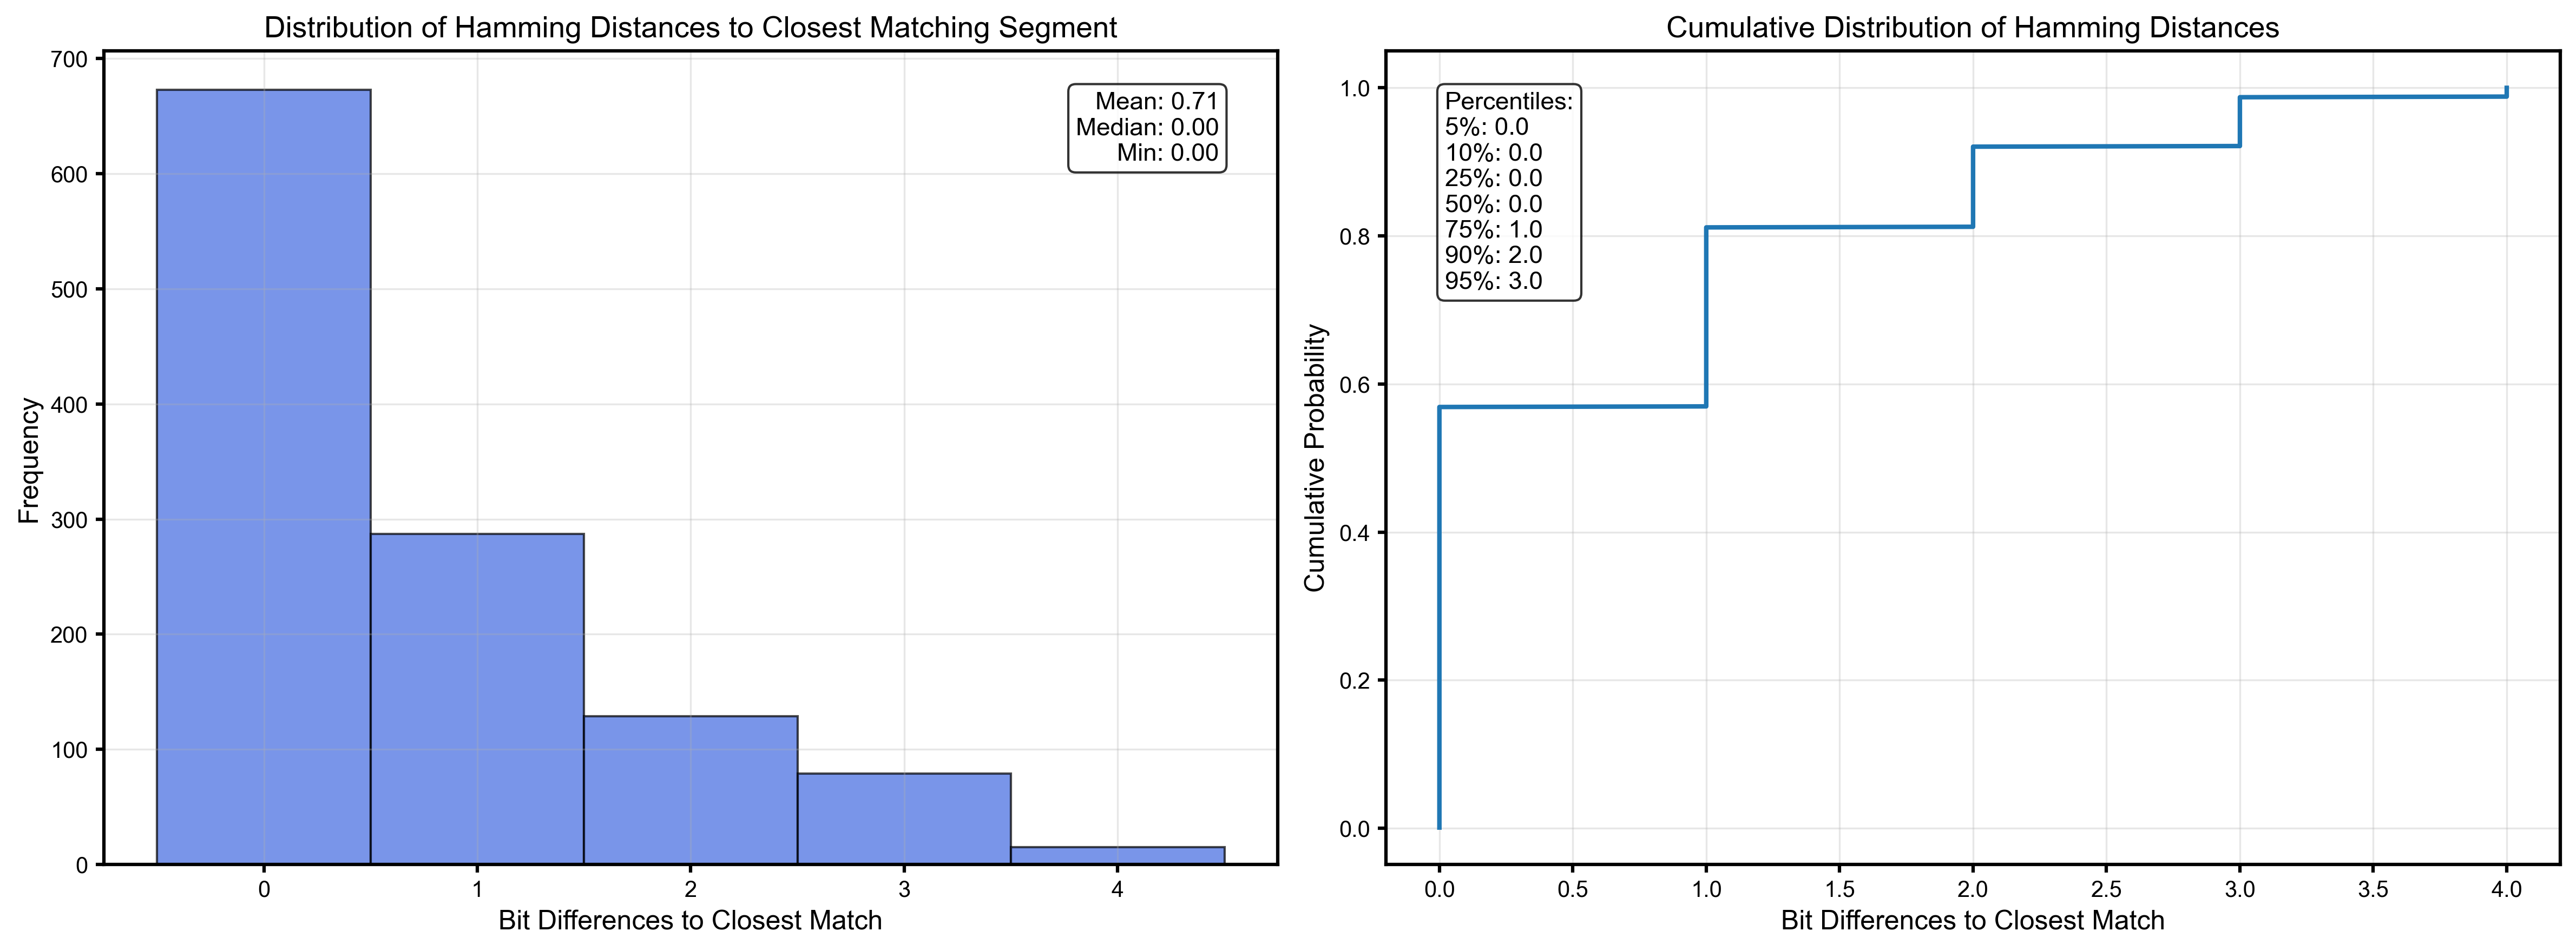 Distribution of Hamming Distances to Closest Matching Segment
700
600
500
400
300
200
100
0
Frequency
Mean: 0.71
Median: 0.00
Min: 0.00
0 1 2 3 4
Bit Differences to Closest Match
Cumulative Distribution of Hamming Distances
1.0
0.8
0.6
0.4
0.2
0.0
Cumulative Probability
Percentiles:
5%: 0.0
10%: 0.0
25%: 0.0
50%: 0.0
75%: 1.0
90%: 2.0
95%: 3.0
0.0 0.5 1.0 1.5 2.0 2.5 3.0 3.5 4.0
Bit Differences to Closest Match